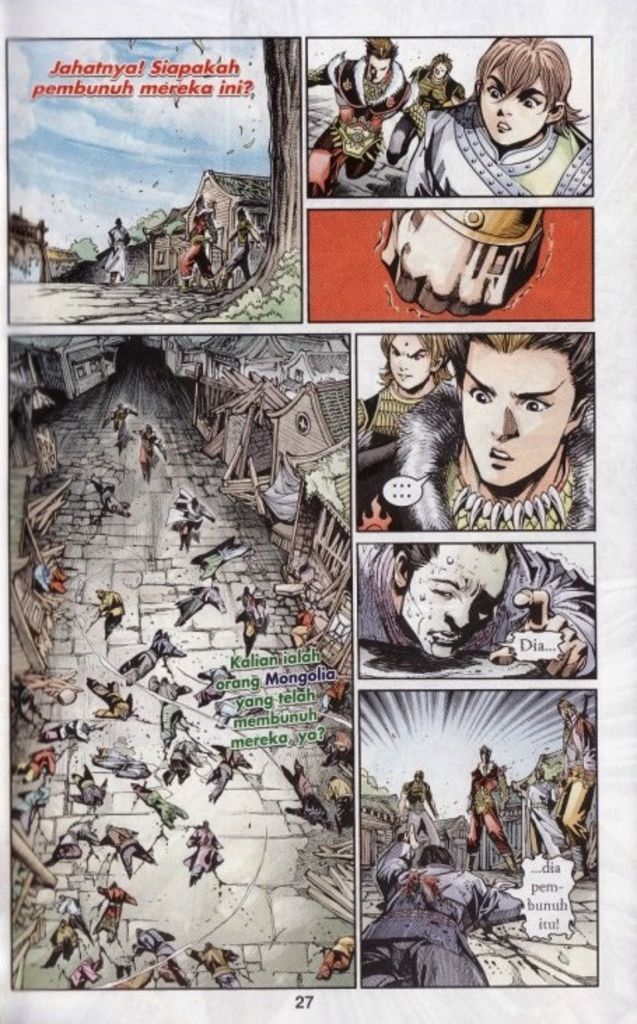 Jahatnya! Siapakah
pembunuh mereka ini?
Kalian ialah
orang Mongolia
yang telah
membunuh
mereka, ya?
......
Dia...
...dia
pem-
bunuh
itu!
27